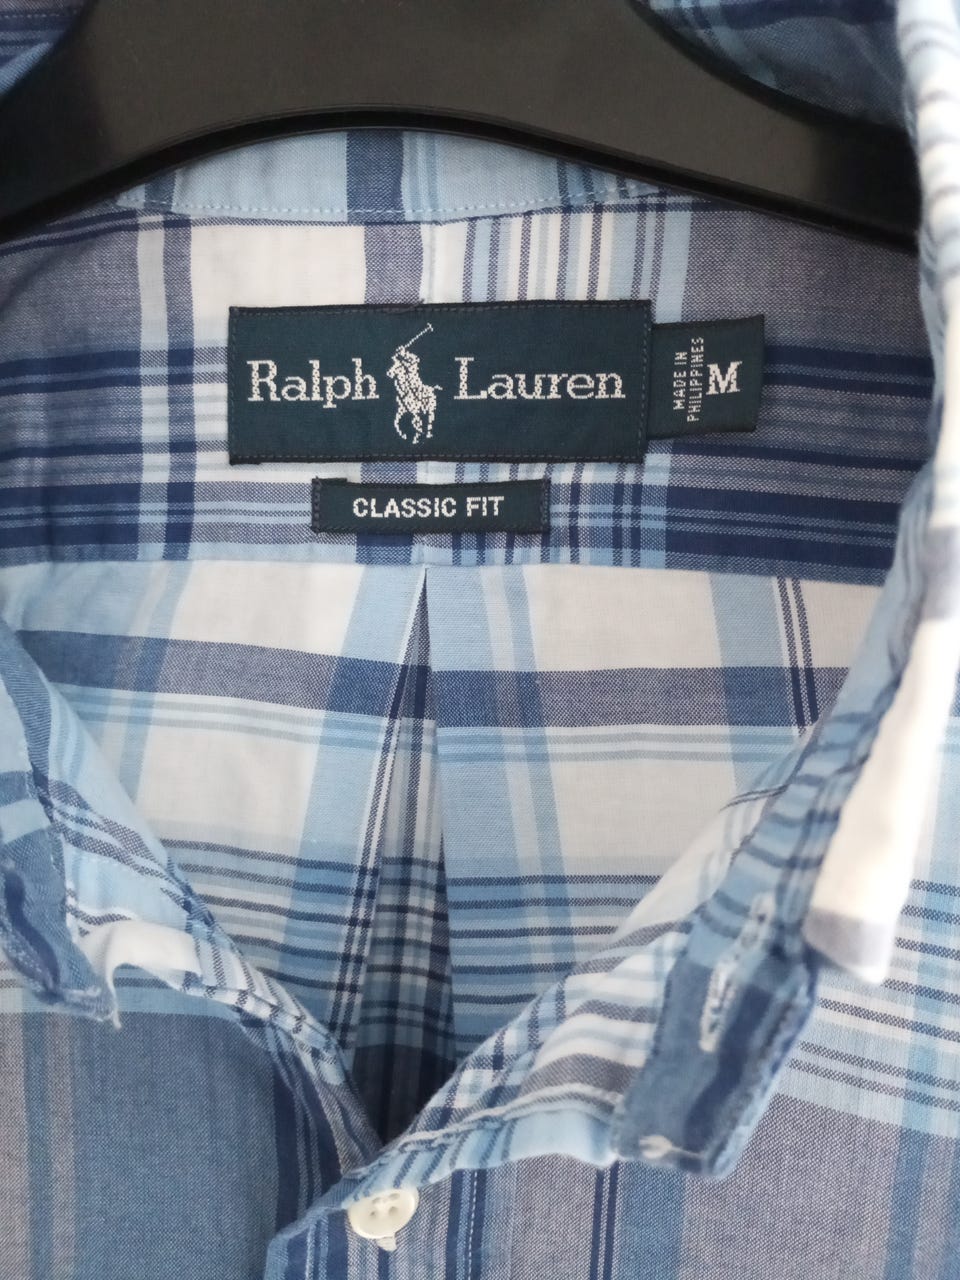 Ralph Lauren
MADE IN
PHILIPPINES
M
CLASSIC FIT